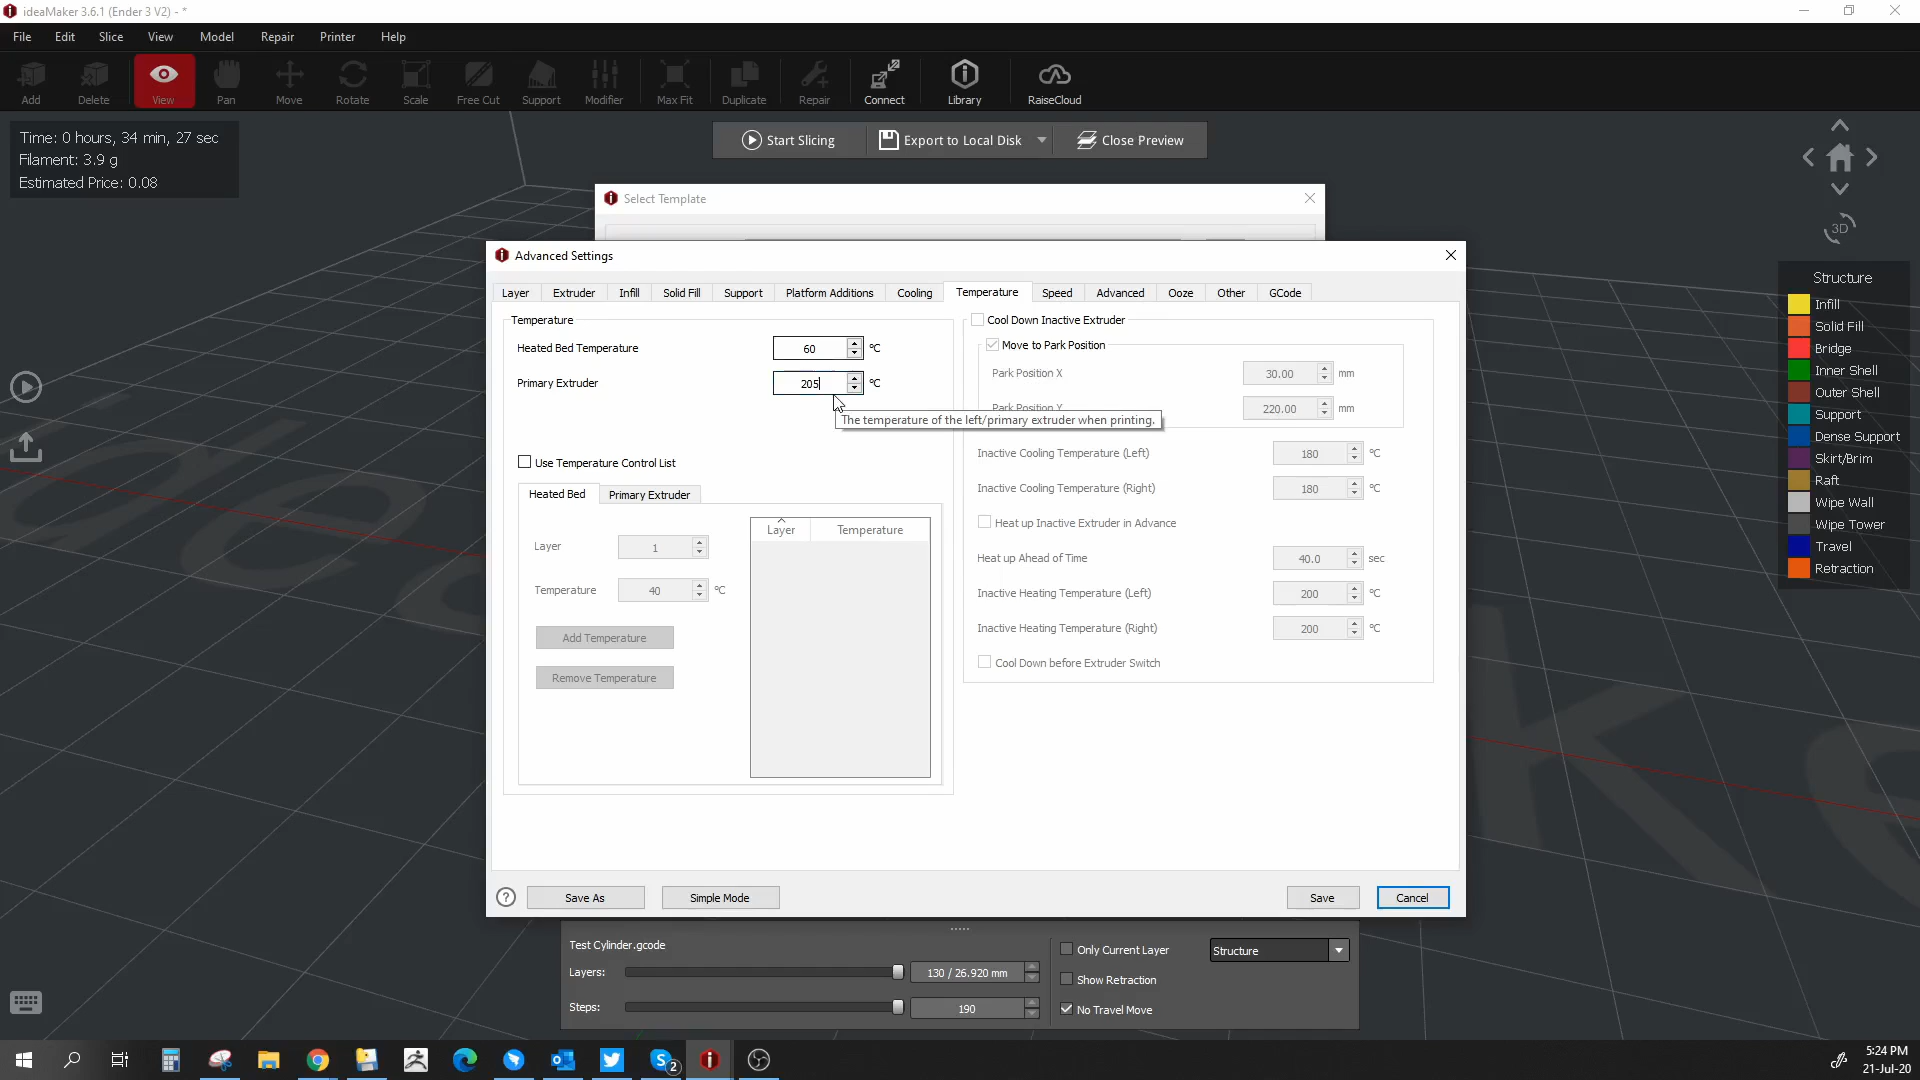 ideaMaker 3.6.1 (Ender 3 V2) - *
File Edit Slice View Model Repair Printer Help
Add Delete View Pan Move Rotate Scale Free Cut Support Modifier Max Fit Duplicate Repair Connect Library RaiseCloud
Time: 0 hours, 34 min, 27 sec
Filament: 3.9 g
Estimated Price: 0.08
Start Slicing Export to Local Disk Close Preview
3D
Select Template
Advanced Settings
Layer Extruder Infill Solid Fill Support Platform Additions Cooling Temperature Speed Advanced Ooze Other GCode
Temperature
Heated Bed Temperature 60 ºC
Primary Extruder 205 ºC
The temperature of the left/primary extruder when printing.
Use Temperature Control List
Heated Bed Primary Extruder
Layer 1
Temperature 40 ºC
Add Temperature
Remove Temperature
Layer Temperature
Cool Down Inactive Extruder
Move to Park Position
Park Position X 30.00 mm
Park Position Y 220.00 mm
Inactive Cooling Temperature (Left) 180 ºC
Inactive Cooling Temperature (Right) 180 ºC
Heat up Inactive Extruder in Advance
Heat up Ahead of Time 40.0 sec
Inactive Heating Temperature (Left) 200 ºC
Inactive Heating Temperature (Right) 200 ºC
Cool Down before Extruder Switch
? Save As Simple Mode Save Cancel
Structure
Infill
Solid Fill
Bridge
Inner Shell
Outer Shell
Support
Dense Support
Skirt/Brim
Raft
Wipe Wall
Wipe Tower
Travel
Retraction
Test Cylinder.gcode
Layers: 130 / 26.920 mm
Steps: 190
Only Current Layer
Show Retraction
No Travel Move
Structure
2
5:24 PM
21-Jul-20